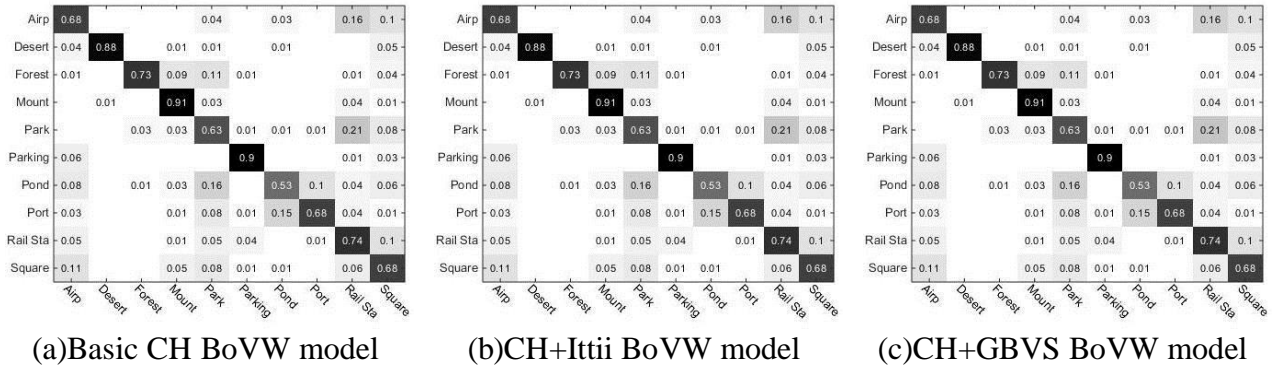 Airp 0.68 0.04 0.03 0.16 0.1
Desert 0.04 0.88 0.01 0.01 0.01 0.05
Forest 0.01 0.73 0.09 0.11 0.01 0.01 0.04
Mount 0.01 0.91 0.03 0.04 0.01
Park 0.03 0.03 0.63 0.01 0.01 0.01 0.21 0.08
Parking 0.06 0.9 0.01 0.03
Pond 0.08 0.01 0.03 0.16 0.53 0.1 0.04 0.06
Port 0.03 0.01 0.08 0.01 0.15 0.68 0.04 0.01
Rail Sta 0.05 0.01 0.05 0.04 0.01 0.74 0.1
Square 0.11 0.05 0.08 0.01 0.01 0.06 0.68
Airp Desert Forest Mount Park Parking Pond Port Rail Sta Square
(a)Basic CH BoVW model
Airp 0.68 0.04 0.03 0.16 0.1
Desert 0.04 0.88 0.01 0.01 0.01 0.05
Forest 0.01 0.73 0.09 0.11 0.01 0.01 0.04
Mount 0.01 0.91 0.03 0.04 0.01
Park 0.03 0.03 0.63 0.01 0.01 0.01 0.21 0.08
Parking 0.06 0.9 0.01 0.03
Pond 0.08 0.01 0.03 0.16 0.53 0.1 0.04 0.06
Port 0.03 0.01 0.08 0.01 0.15 0.68 0.04 0.01
Rail Sta 0.05 0.01 0.05 0.04 0.01 0.74 0.1
Square 0.11 0.05 0.08 0.01 0.01 0.06 0.68
Airp Desert Forest Mount Park Parking Pond Port Rail Sta Square
(b)CH+Ittii BoVW model
Airp 0.68 0.04 0.03 0.16 0.1
Desert 0.04 0.88 0.01 0.01 0.01 0.05
Forest 0.01 0.73 0.09 0.11 0.01 0.01 0.04
Mount 0.01 0.91 0.03 0.04 0.01
Park 0.03 0.03 0.63 0.01 0.01 0.01 0.21 0.08
Parking 0.06 0.9 0.01 0.03
Pond 0.08 0.01 0.03 0.16 0.53 0.1 0.04 0.06
Port 0.03 0.01 0.08 0.01 0.15 0.68 0.04 0.01
Rail Sta 0.05 0.01 0.05 0.04 0.01 0.74 0.1
Square 0.11 0.05 0.08 0.01 0.01 0.06 0.68
Airp Desert Forest Mount Park Parking Pond Port Rail Sta Square
(c)CH+GBVS BoVW model